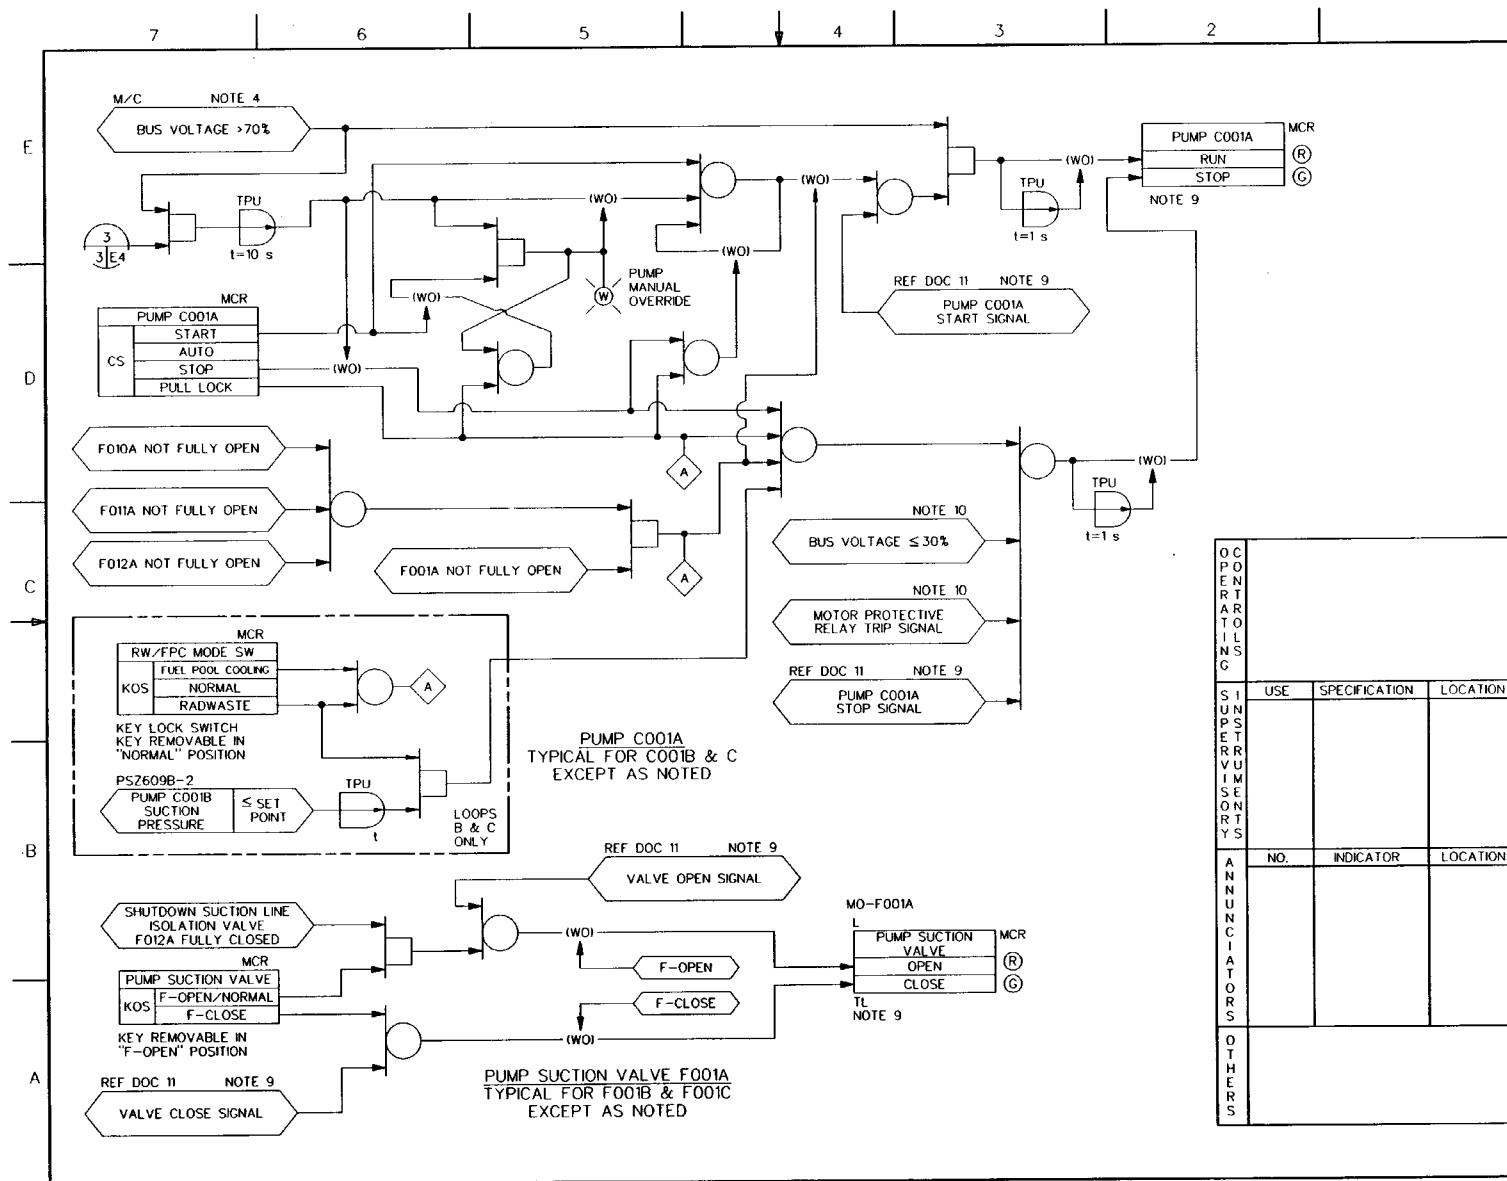 7 6 5 4 3 2
E
D
C
B
A
M/C NOTE 4
BUS VOLTAGE >70%
3
3 E4
TPU
t=10 s
(WO)
(WO)
(WO)
(WO)
(WO)
W
PUMP
MANUAL
OVERRIDE
MCR
PUMP C001A
CS
START
AUTO
STOP
PULL LOCK
(WO)
TPU
t=1 s
PUMP C001A
MCR
RUN
R
STOP
G
NOTE 9
REF DOC 11 NOTE 9
PUMP C001A
START SIGNAL
F010A NOT FULLY OPEN
F011A NOT FULLY OPEN
F012A NOT FULLY OPEN
F001A NOT FULLY OPEN
A
A
(WO)
TPU
t=1 s
NOTE 10
BUS VOLTAGE ≤30%
NOTE 10
MOTOR PROTECTIVE
RELAY TRIP SIGNAL
REF DOC 11 NOTE 9
PUMP C001A
STOP SIGNAL
MCR
RW/FPC MODE SW
KOS
FUEL POOL COOLING
NORMAL
RADWASTE
A
KEY LOCK SWITCH
KEY REMOVABLE IN
"NORMAL" POSITION
PSZ609B-2
PUMP C001B
SUCTION
PRESSURE
≤ SET
POINT
TPU
t
LOOPS
B & C
ONLY
PUMP C001A
TYPICAL FOR C001B & C
EXCEPT AS NOTED
REF DOC 11 NOTE 9
VALVE OPEN SIGNAL
SHUTDOWN SUCTION LINE
ISOLATION VALVE
F012A FULLY CLOSED
MCR
PUMP SUCTION VALVE
KOS
F-OPEN/NORMAL
F-CLOSE
KEY REMOVABLE IN
"F-OPEN" POSITION
REF DOC 11 NOTE 9
VALVE CLOSE SIGNAL
(WO)
F-OPEN
F-CLOSE
(WO)
MO-F001A
L
PUMP SUCTION
VALVE
MCR
OPEN
R
CLOSE
G
TL
NOTE 9
PUMP SUCTION VALVE F001A
TYPICAL FOR F001B & F001C
EXCEPT AS NOTED
OPERATING
CONTROLS
SUPERVISORY
INSTRUMENTS
USE SPECIFICATION LOCATION
ANNUNCIATORS
NO. INDICATOR LOCATION
OTHERS